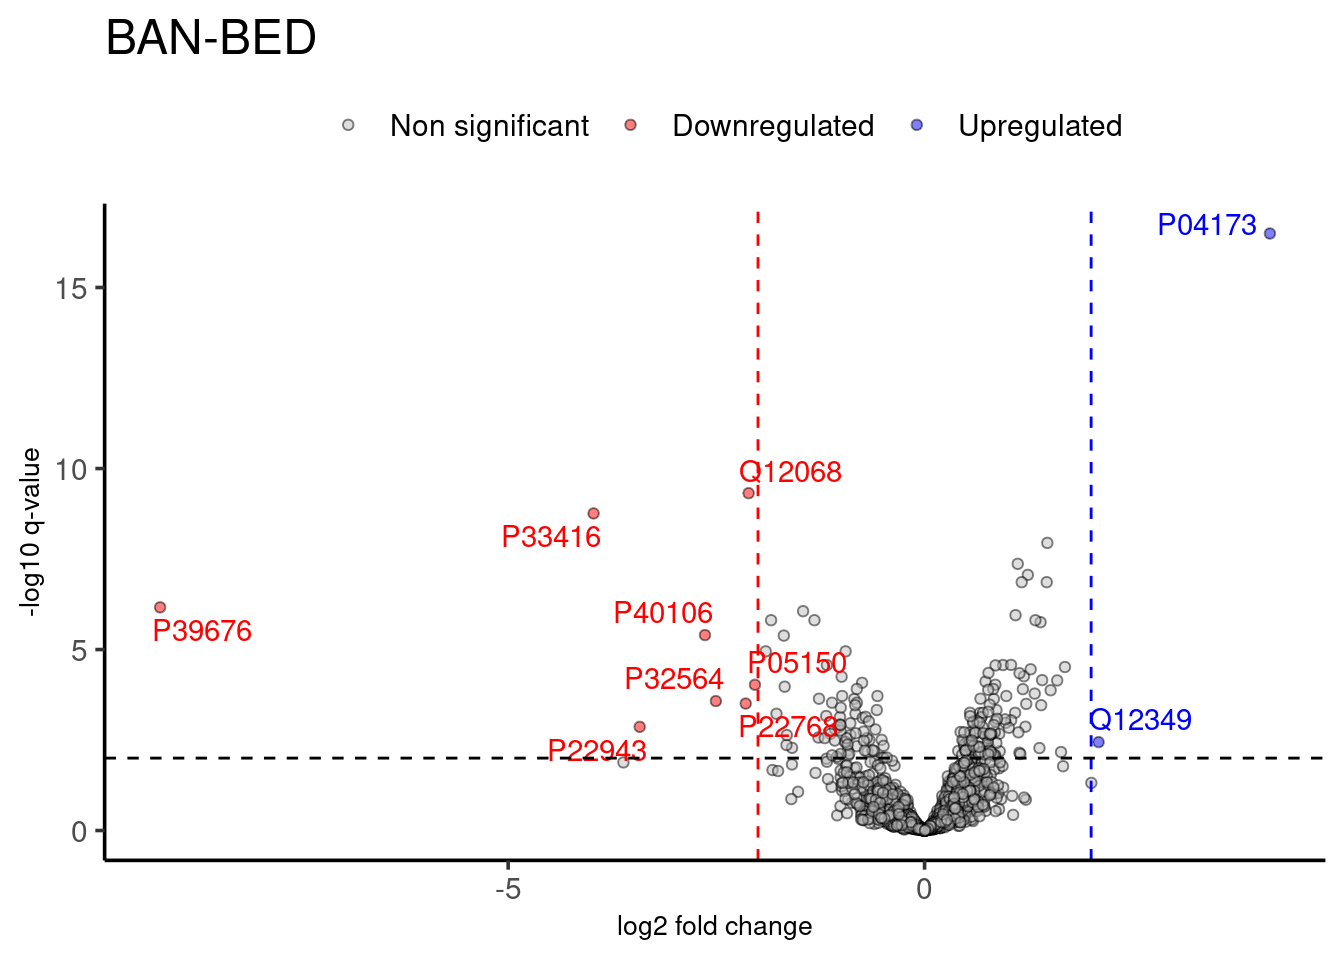 BAN-BED
Non significant Downregulated Upregulated
P04173
15
Q12068
10
P33416
P40106
P39676
5
P05150
P32564
Q12349
P22768
P22943
0
-log10 q-value
-5 0
log2 fold change